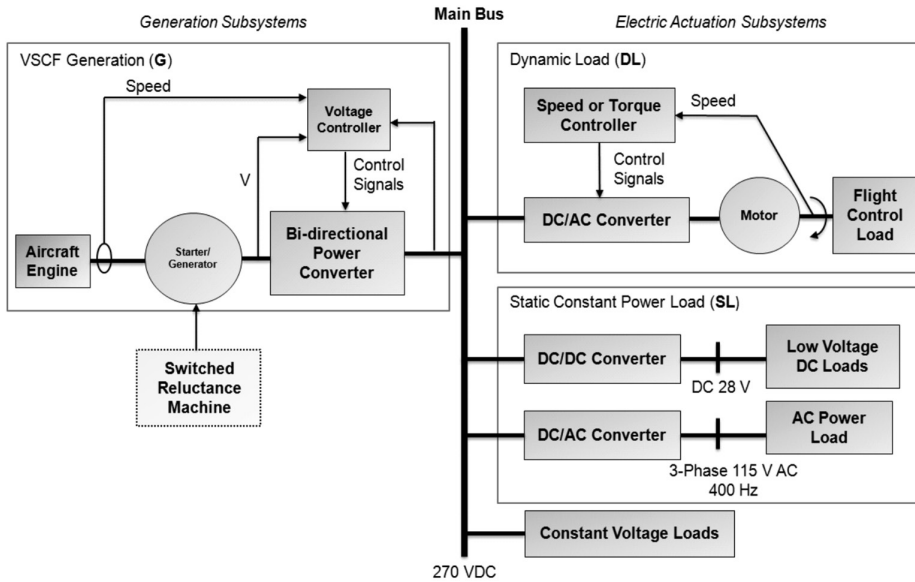 Generation Subsystems
Main Bus
Electric Actuation Subsystems
VSCF Generation (G)
Speed
Voltage
Controller
V
Control
Signals
Aircraft
Engine
Starter/
Generator
Bi-directional
Power
Converter
Switched
Reluctance
Machine
Dynamic Load (DL)
Speed or Torque
Controller
Speed
Control
Signals
DC/AC Converter
Motor
Flight
Control
Load
Static Constant Power Load (SL)
DC/DC Converter
DC 28 V
Low Voltage
DC Loads
DC/AC Converter
3-Phase 115 V AC
400 Hz
AC Power
Load
Constant Voltage Loads
270 VDC